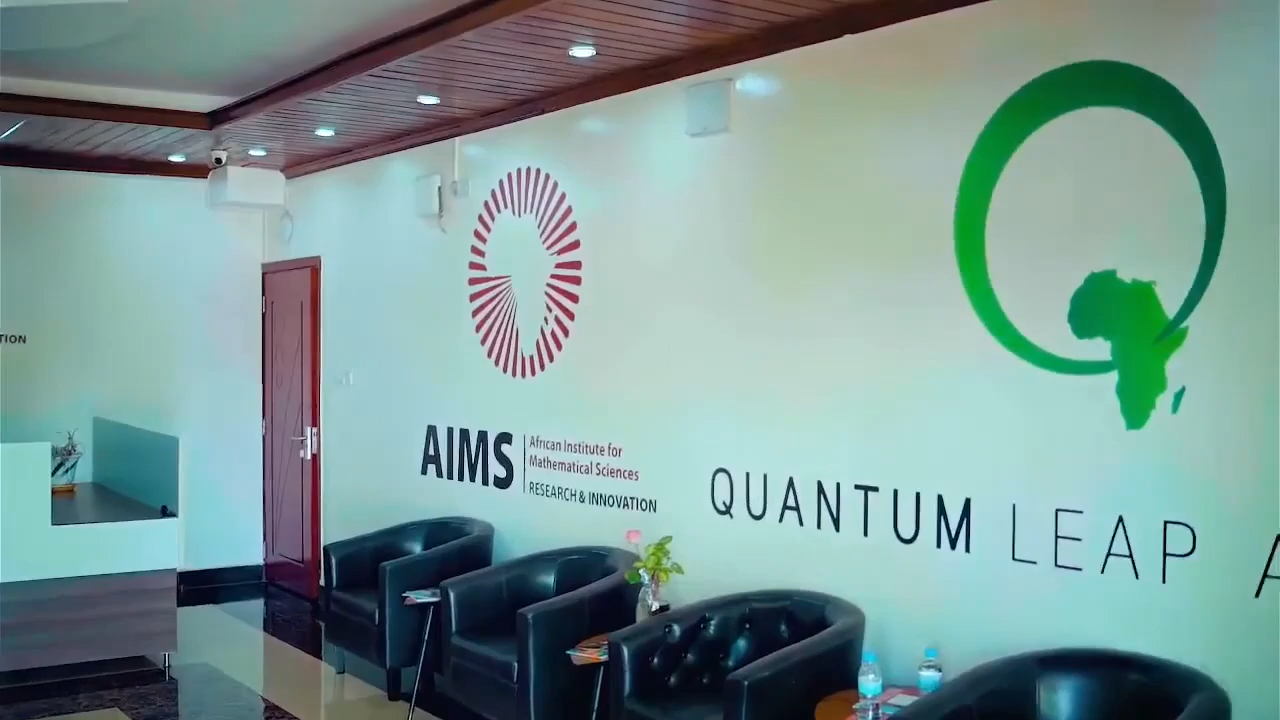 TION
AIMS
African Institute for
Mathematical Sciences
RESEARCH & INNOVATION
QUANTUM LEAP A